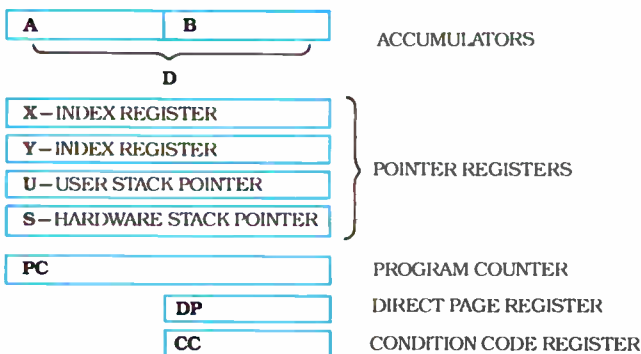 A B ACCUMULATORS
D
X–INDEX REGISTER
Y–INDEX REGISTER
U–USER STACK POINTER
S–HARDWARE STACK POINTER
POINTER REGISTERS
PC PROGRAM COUNTER
DP DIRECT PAGE REGISTER
CC CONDITION CODE REGISTER